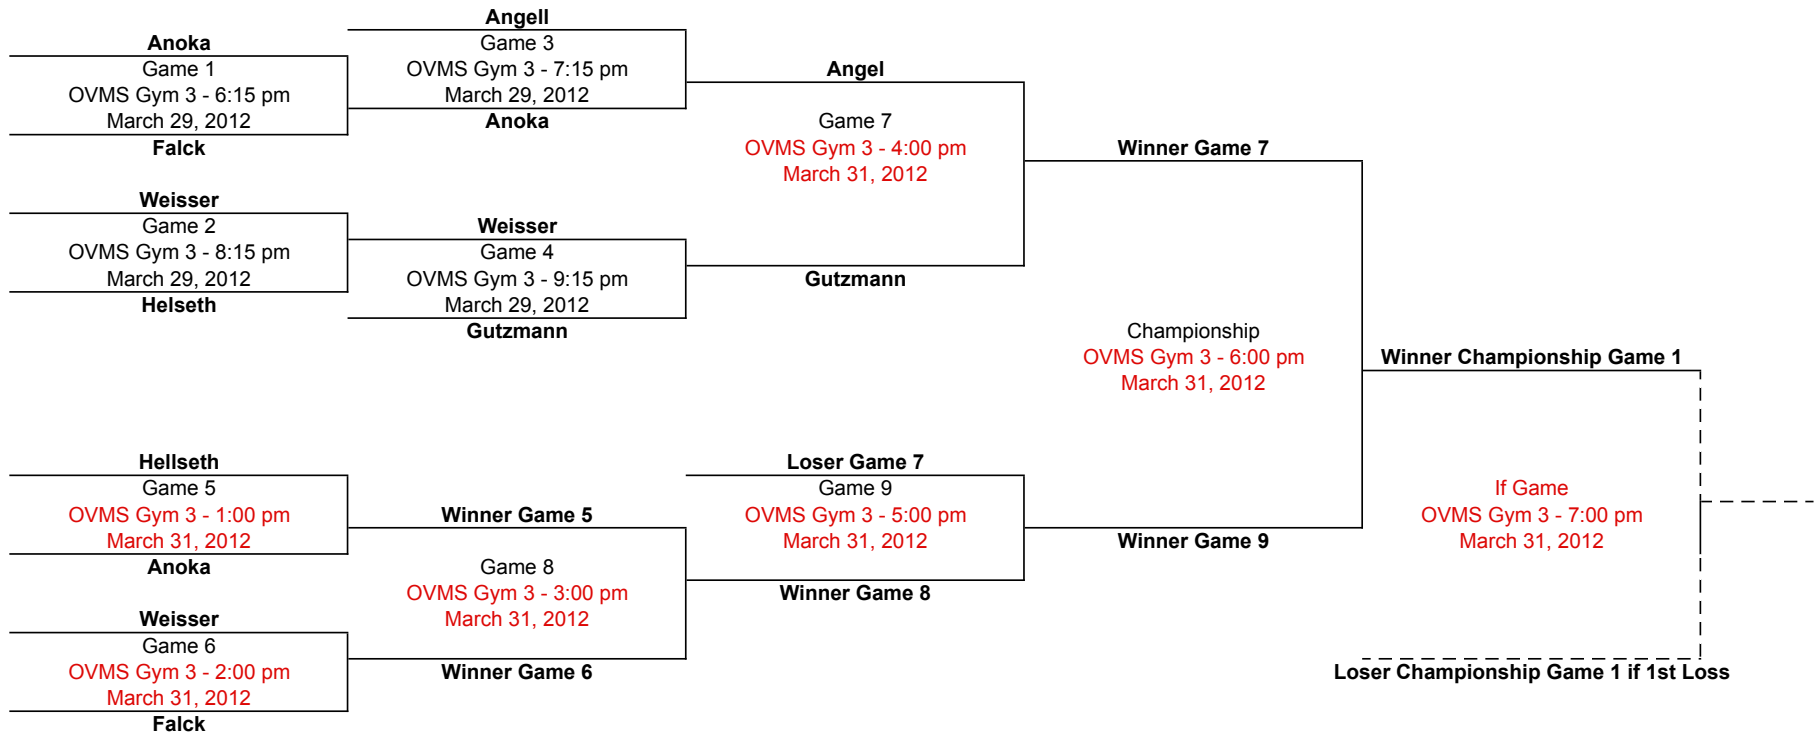 Anoka
Game 1
OVMS Gym 3 - 6:15 pm
March 29, 2012
Falck
Weisser
Game 2
OVMS Gym 3 - 8:15 pm
March 29, 2012
Helseth
Angell
Game 3
OVMS Gym 3 - 7:15 pm
March 29, 2012
Anoka
Weisser
Game 4
OVMS Gym 3 - 9:15 pm
March 29, 2012
Gutzmann
Angel
Game 7
OVMS Gym 3 - 4:00 pm
March 31, 2012
Gutzmann
Winner Game 7
Championship
OVMS Gym 3 - 6:00 pm
March 31, 2012
Winner Game 9
Hellseth
Game 5
OVMS Gym 3 - 1:00 pm
March 31, 2012
Anoka
Weisser
Game 6
OVMS Gym 3 - 2:00 pm
March 31, 2012
Falck
Winner Game 5
Game 8
OVMS Gym 3 - 3:00 pm
March 31, 2012
Winner Game 6
Loser Game 7
Game 9
OVMS Gym 3 - 5:00 pm
March 31, 2012
Winner Game 8
Winner Championship Game 1
If Game
OVMS Gym 3 - 7:00 pm
March 31, 2012
Loser Championship Game 1 if 1st Loss